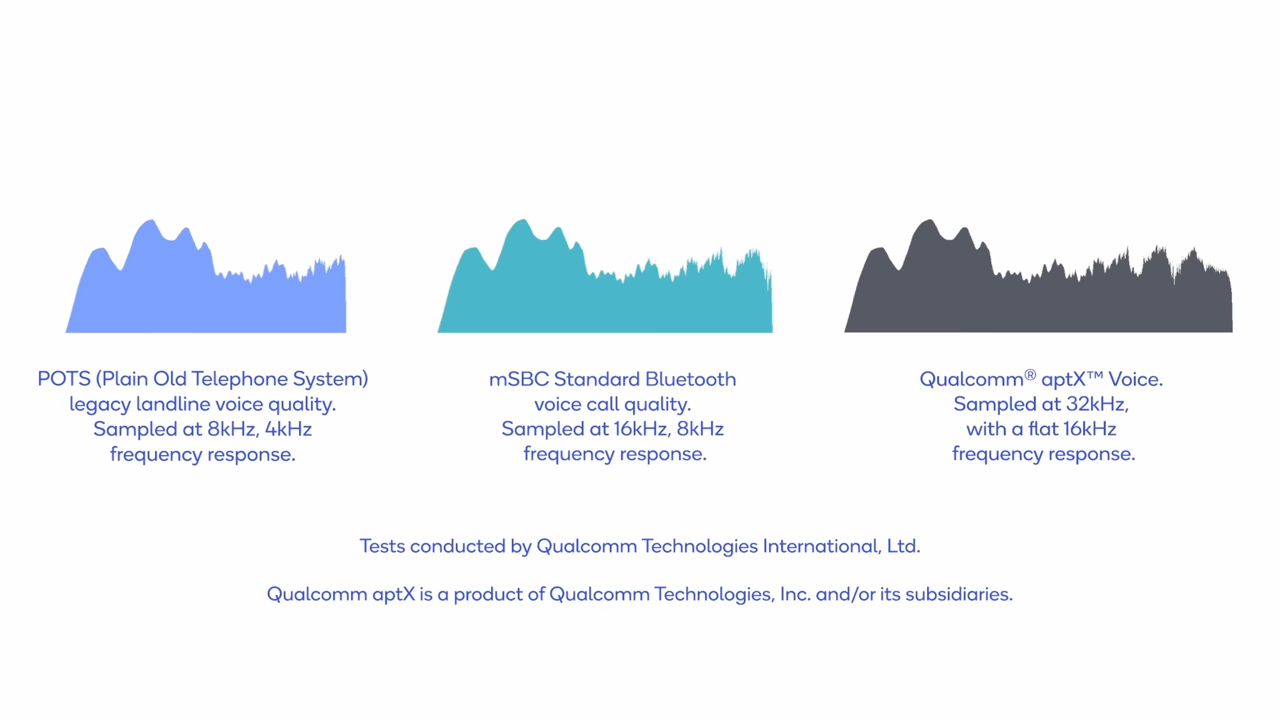 POTS (Plain Old Telephone System)
legacy landline voice quality.
Sampled at 8kHz, 4kHz
frequency response.
mSBC Standard Bluetooth
voice call quality.
Sampled at 16kHz, 8kHz
frequency response.
Qualcomm® aptX™ Voice.
Sampled at 32kHz,
with a flat 16kHz
frequency response.
Tests conducted by Qualcomm Technologies International, Ltd.
Qualcomm aptX is a product of Qualcomm Technologies, Inc. and/or its subsidiaries.